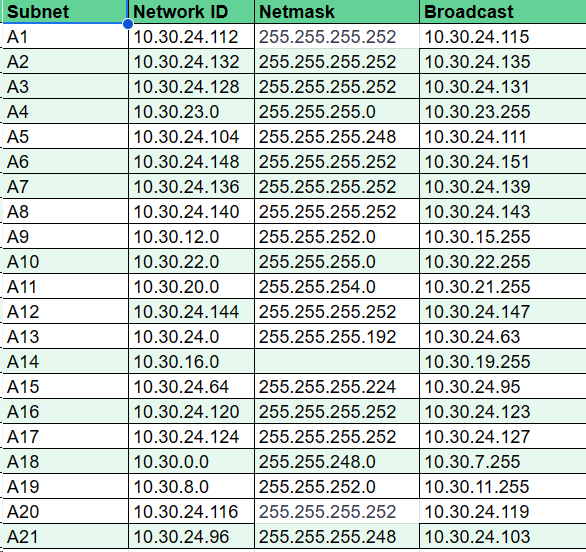 Subnet Network ID Netmask Broadcast
A1 10.30.24.112 255.255.255.252 10.30.24.115
A2 10.30.24.132 255.255.255.252 10.30.24.135
A3 10.30.24.128 255.255.255.252 10.30.24.131
A4 10.30.23.0 255.255.255.0 10.30.23.255
A5 10.30.24.104 255.255.255.248 10.30.24.111
A6 10.30.24.148 255.255.255.252 10.30.24.151
A7 10.30.24.136 255.255.255.252 10.30.24.139
A8 10.30.24.140 255.255.255.252 10.30.24.143
A9 10.30.12.0 255.255.252.0 10.30.15.255
A10 10.30.22.0 255.255.255.0 10.30.22.255
A11 10.30.20.0 255.255.254.0 10.30.21.255
A12 10.30.24.144 255.255.255.252 10.30.24.147
A13 10.30.24.0 255.255.255.192 10.30.24.63
A14 10.30.16.0 10.30.19.255
A15 10.30.24.64 255.255.255.224 10.30.24.95
A16 10.30.24.120 255.255.255.252 10.30.24.123
A17 10.30.24.124 255.255.255.252 10.30.24.127
A18 10.30.0.0 255.255.248.0 10.30.7.255
A19 10.30.8.0 255.255.252.0 10.30.11.255
A20 10.30.24.116 255.255.255.252 10.30.24.119
A21 10.30.24.96 255.255.255.248 10.30.24.103